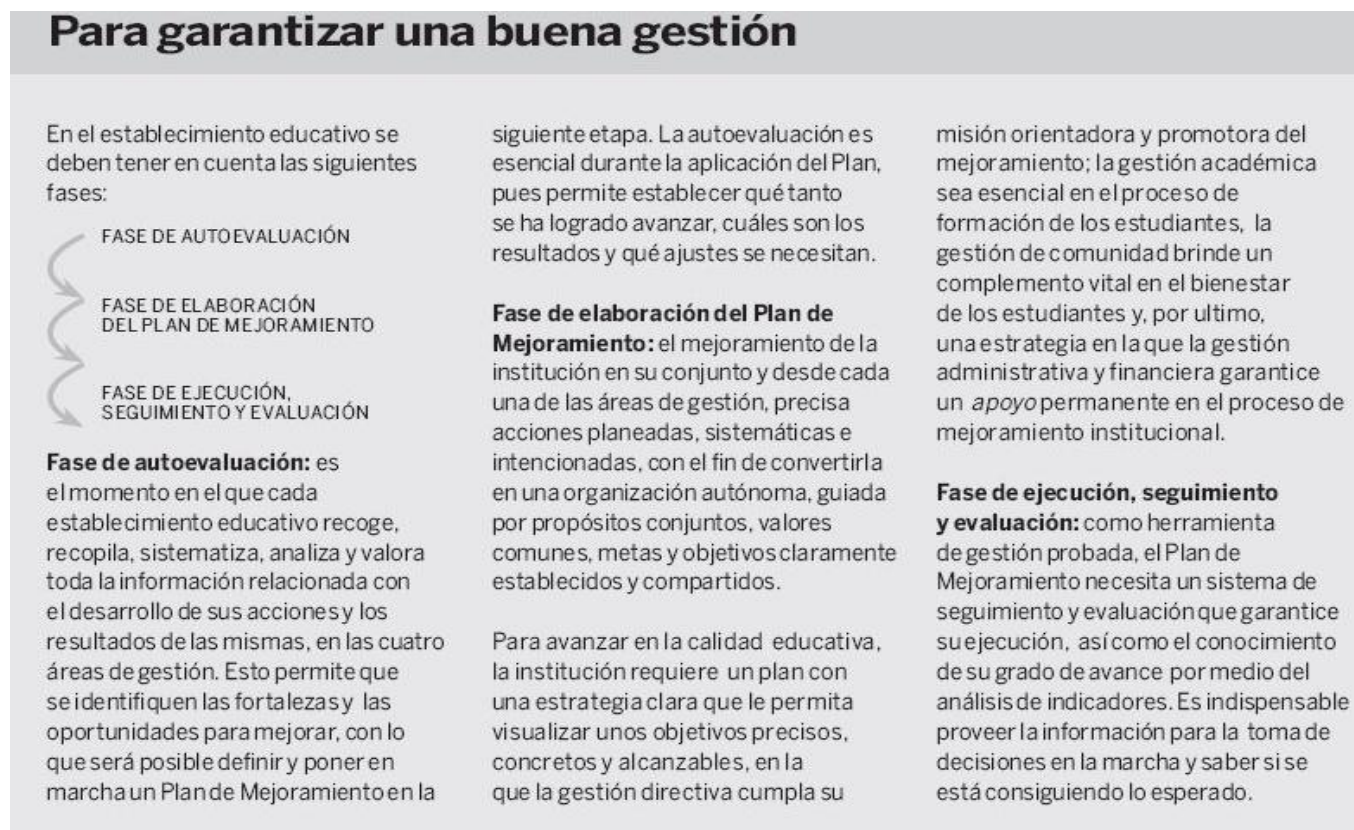 Para garantizar una buena gestión
En el establecimiento educativo se
deben tener en cuenta las siguientes
fases:
FASE DE AUTOEVALUACIÓN
FASE DE ELABORACIÓN
DEL PLAN DE MEJORAMIENTO
FASE DE EJECUCIÓN,
SEGUIMIENTO Y EVALUACIÓN
Fase de autoevaluación: es
el momento en el que cada
establecimiento educativo recoge,
recopila, sistematiza, analiza y valora
toda la información relacionada con
el desarrollo de sus acciones y los
resultados de las mismas, en las cuatro
áreas de gestión. Esto permite que
se identifiquen las fortalezas y las
oportunidades para mejorar, con lo
que será posible definir y poner en
marcha un Plan de Mejoramiento en la
siguiente etapa. La autoevaluación es
esencial durante la aplicación del Plan,
pues permite establecer qué tanto
se ha logrado avanzar, cuáles son los
resultados y qué ajustes se necesitan.
Fase de elaboración del Plan de
Mejoramiento: el mejoramiento de la
institución en su conjunto y desde cada
una de las áreas de gestión, precisa
acciones planeadas, sistemáticas e
intencionadas, con el fin de convertirla
en una organización autónoma, guiada
por propósitos conjuntos, valores
comunes, metas y objetivos claramente
establecidos y compartidos.
Para avanzar en la calidad educativa,
la institución requiere un plan con
una estrategia clara que le permita
visualizar unos objetivos precisos,
concretos y alcanzables, en la
que la gestión directiva cumpla su
misión orientadora y promotora del
mejoramiento; la gestión académica
sea esencial en el proceso de
formación de los estudiantes, la
gestión de comunidad brinde un
complemento vital en el bienestar
de los estudiantes y, por ultimo,
una estrategia en la que la gestión
administrativa y financiera garantice
un apoyo permanente en el proceso de
mejoramiento institucional.
Fase de ejecución, seguimiento
y evaluación: como herramienta
de gestión probada, el Plan de
Mejoramiento necesita un sistema de
seguimiento y evaluación que garantice
su ejecución, así como el conocimiento
de su grado de avance por medio del
análisis de indicadores. Es indispensable
proveer la información para la toma de
decisiones en la marcha y saber si se
está consiguiendo lo esperado.